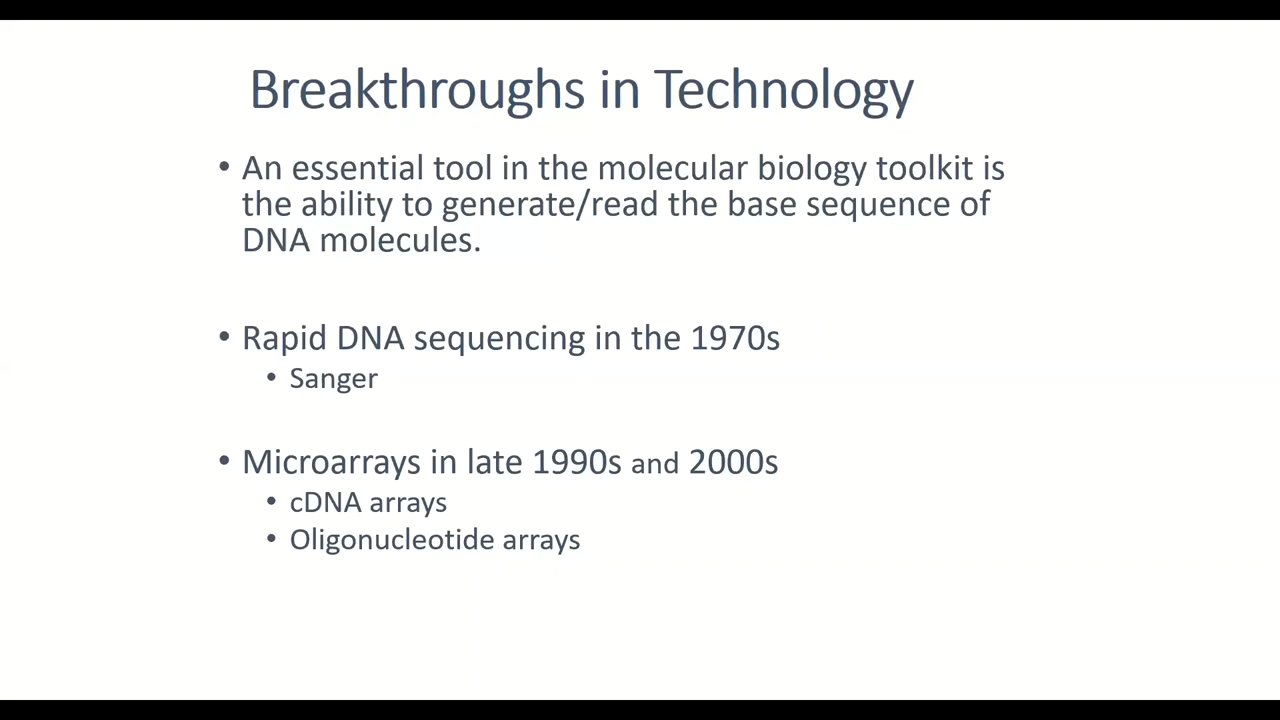 Breakthroughs in Technology
• An essential tool in the molecular biology toolkit is
the ability to generate/read the base sequence of
DNA molecules.
• Rapid DNA sequencing in the 1970s
• Sanger
• Microarrays in late 1990s and 2000s
• cDNA arrays
• Oligonucleotide arrays